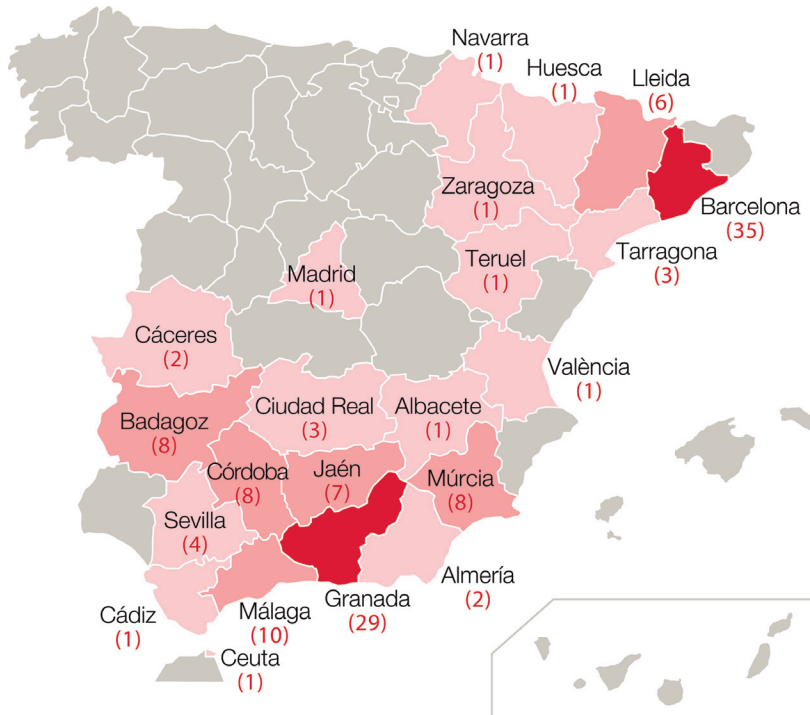 Navarra
(1)
Huesca
(1)
Lleida
(6)
Zaragoza
(1)
Barcelona
(35)
Tarragona
(3)
Teruel
(1)
Madrid
(1)
Cáceres
(2)
València
(1)
Badagoz
(8)
Ciudad Real
(3)
Albacete
(1)
Córdoba
(8)
Jaén
(7)
Múrcia
(8)
Sevilla
(4)
Almería
(2)
Cádiz
(1)
Málaga
(10)
Granada
(29)
Ceuta
(1)